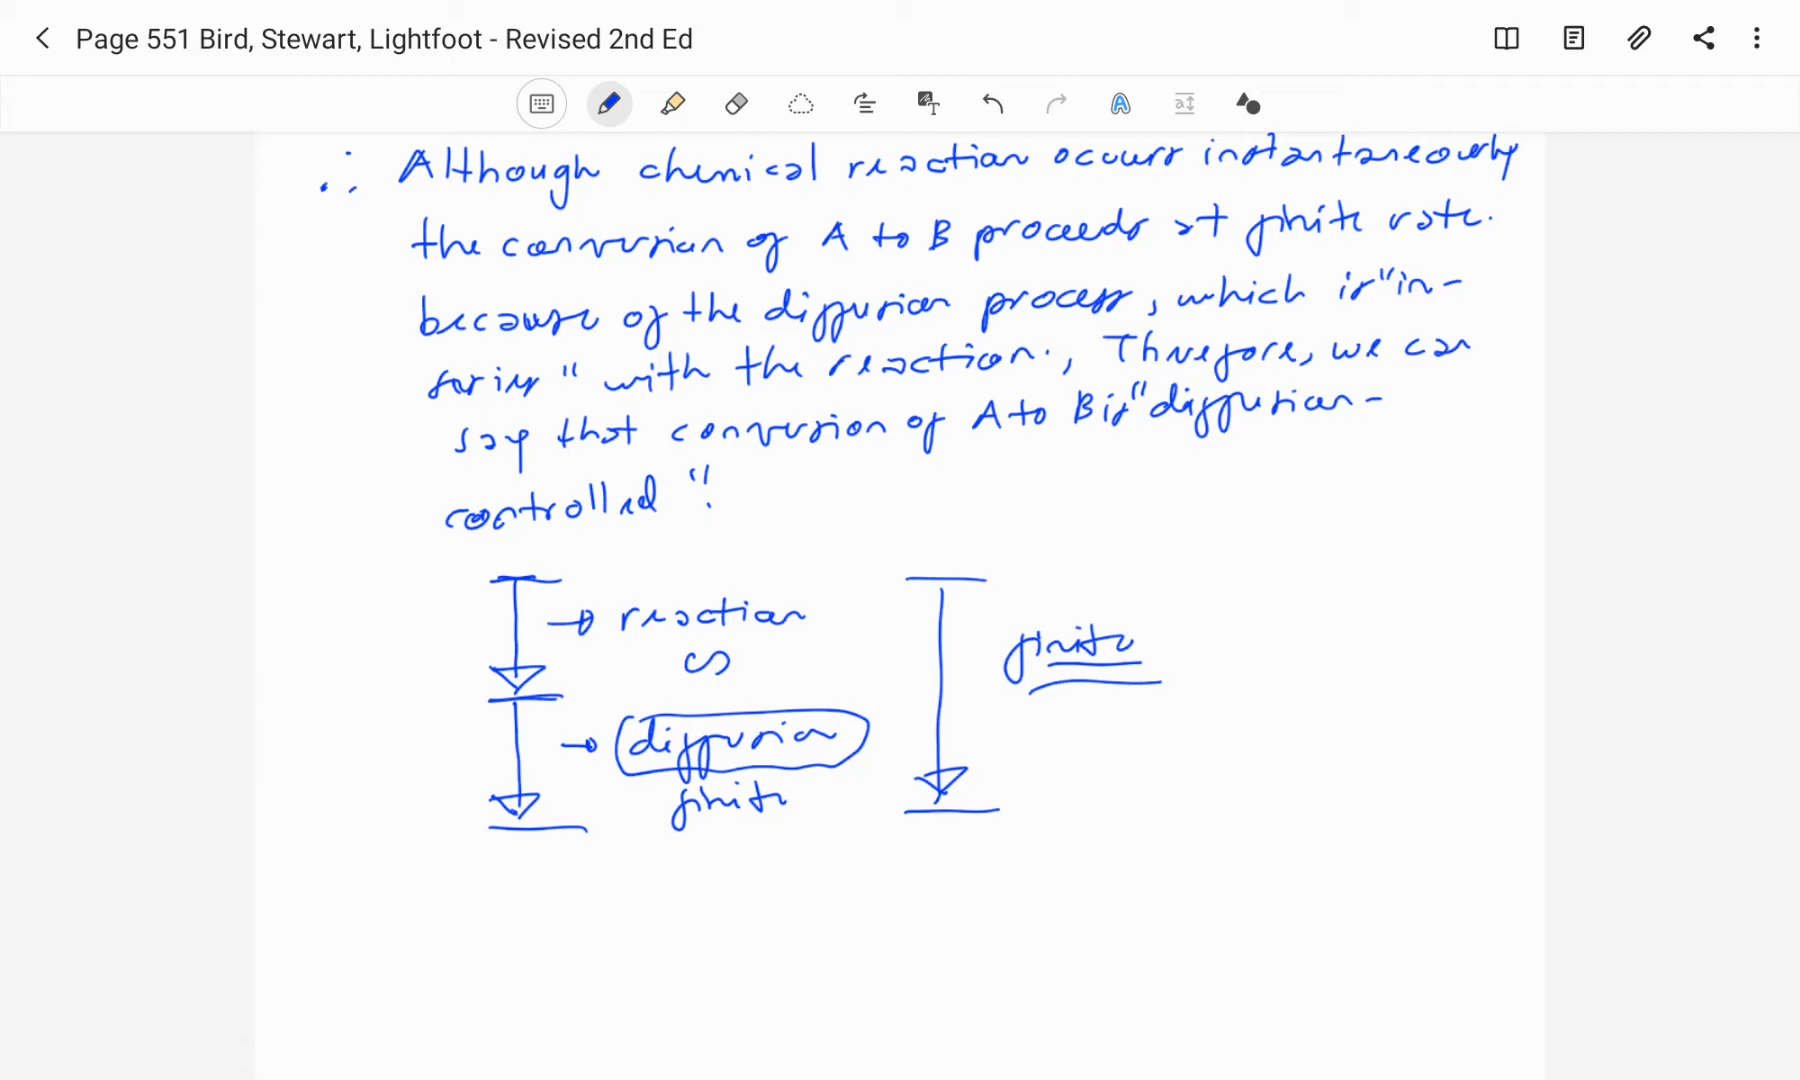 Page 551 Bird, Stewart, Lightfoot - Revised 2nd Ed
∴ Although chemical reaction occurs instantaneously
the conversion of A to B proceeds at finite rate.
because of the diffusion process, which is "in-
series" with the reaction., Therefore, we can
say that conversion of A to B is "diffusion-
controlled".
→ reaction
∞
→ diffusion
finite
finite